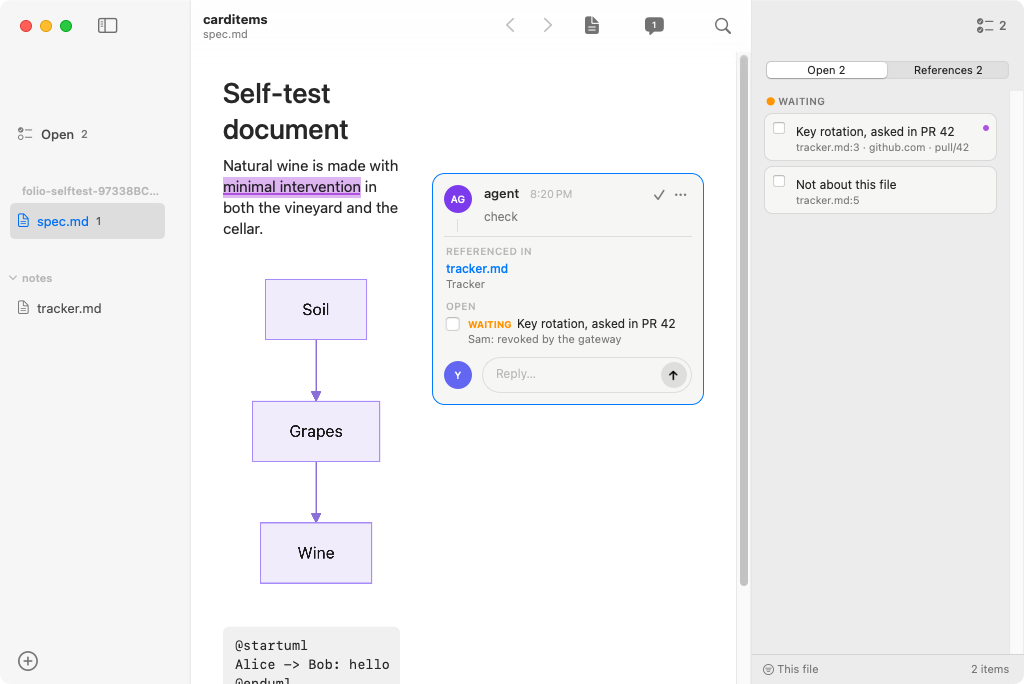 Open 2
folio-selftest-97338BC...
spec.md 1
notes
tracker.md
carditems
spec.md
1
Self-test
document
Natural wine is made with
minimal intervention in
both the vineyard and the
cellar.
Soil
Grapes
Wine
@startuml
Alice -> Bob: hello
@enduml
AG
agent 8:20 PM
check
REFERENCED IN
tracker.md
Tracker
OPEN
WAITING Key rotation, asked in PR 42
Sam: revoked by the gateway
Y
Reply...
2
Open 2
References 2
WAITING
Key rotation, asked in PR 42
tracker.md:3 · github.com · pull/42
Not about this file
tracker.md:5
This file
2 items